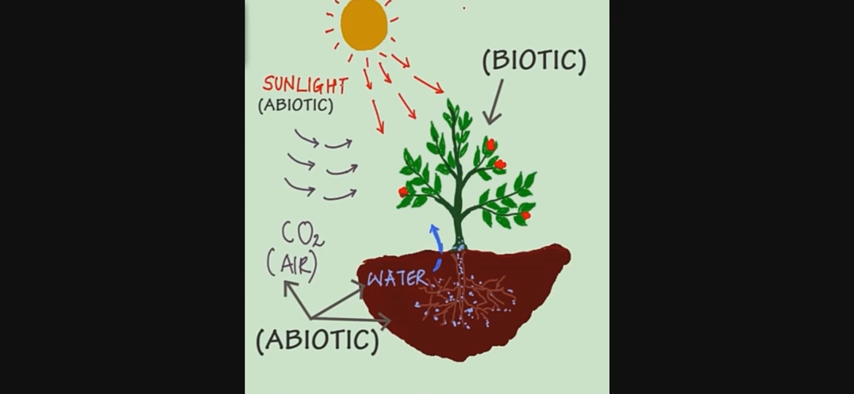 (BIOTIC)
SUNLIGHT
(ABIOTIC)
CO₂
(AIR)
WATER
(ABIOTIC)